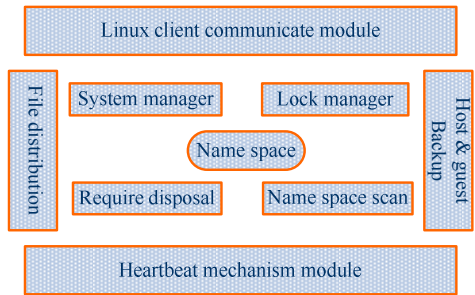 Linux client communicate module
File distribution
System manager
Lock manager
Host & guest
Backup
Name space
Require disposal
Name space scan
Heartbeat mechanism module